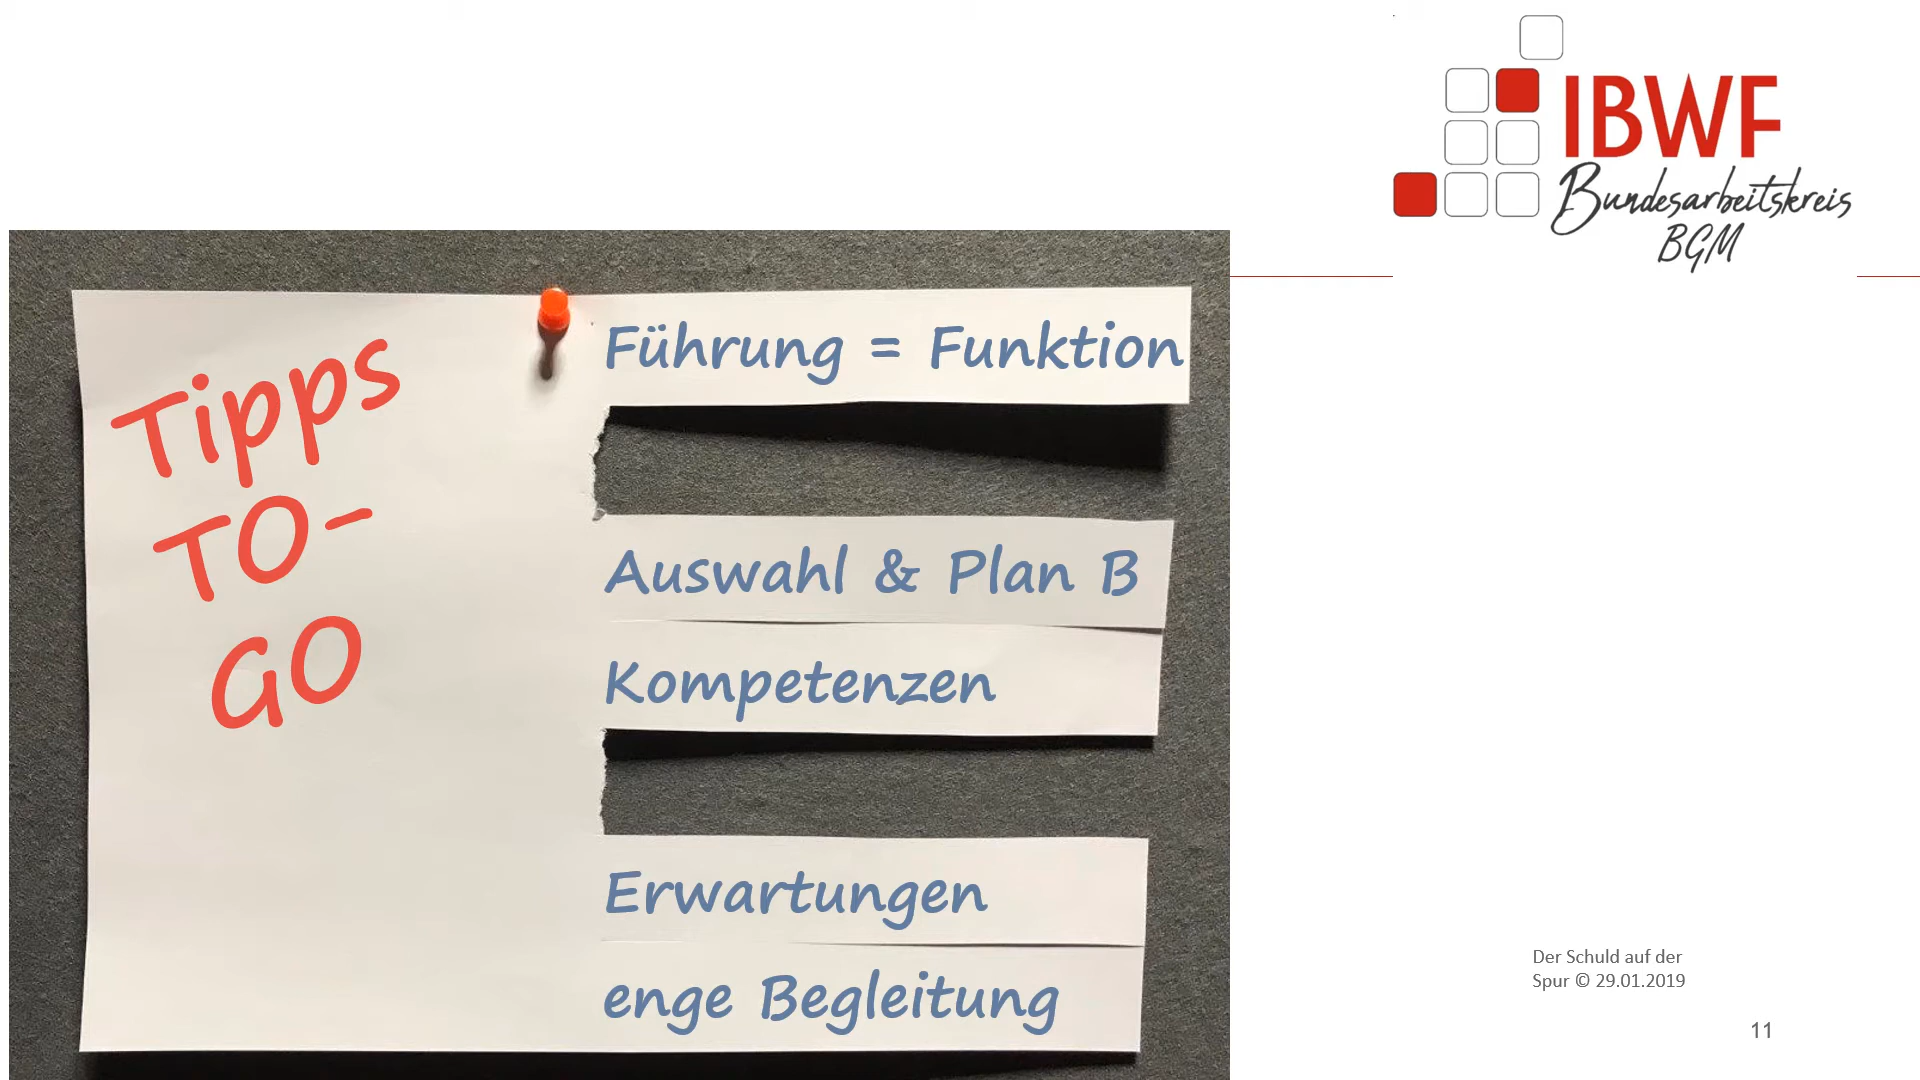 IBWF
Bundesarbeitskreis
BGM
Tipps
TO-
GO
Führung = Funktion
Auswahl & Plan B
Kompetenzen
Erwartungen
enge Begleitung
Der Schuld auf der
Spur © 29.01.2019
11